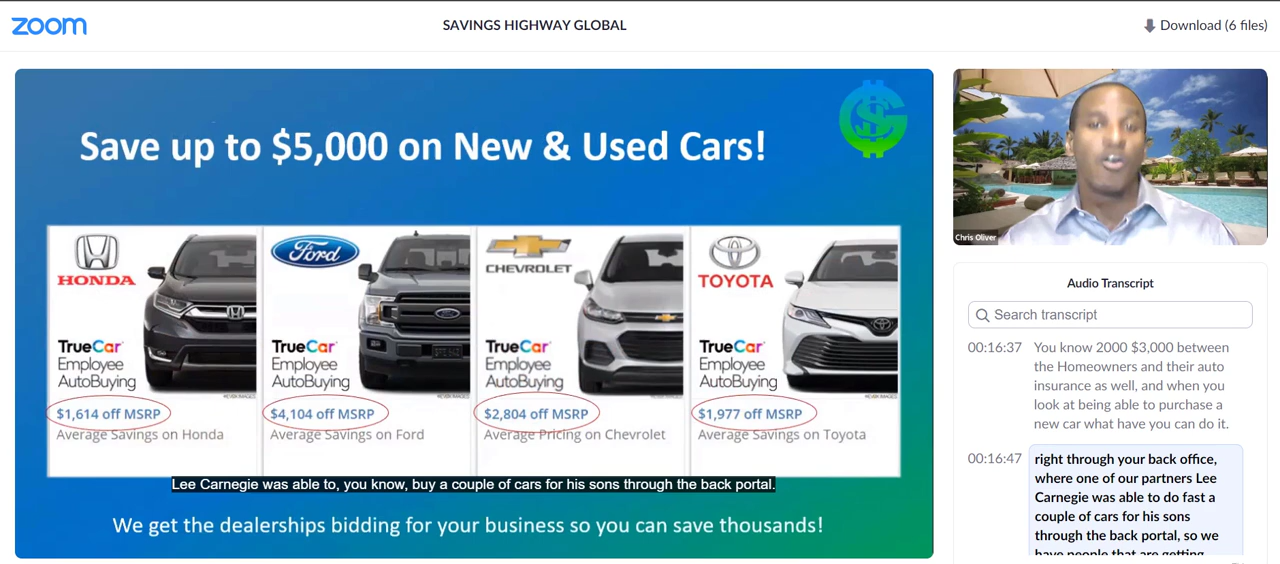 zoom
SAVINGS HIGHWAY GLOBAL
Download (6 files)
Save up to $5,000 on New & Used Cars!
HONDA
TrueCar
Employee
AutoBuying
$1,614 off MSRP
Average Savings on Honda
Ford
TrueCar
Employee
AutoBuying
$4,104 off MSRP
Average Savings on Ford
CHEVROLET
TrueCar
Employee
AutoBuying
$2,804 off MSRP
Average Pricing on Chevrolet
TOYOTA
TrueCar
Employee
AutoBuying
$1,977 off MSRP
Average Savings on Toyota
Lee Carnegie was able to, you know, buy a couple of cars for his sons through the back portal.
We get the dealerships bidding for your business so you can save thousands!
Chris Oliver
Audio Transcript
Search transcript
00:16:37
You know 2000 $3,000 between
the Homeowners and their auto
insurance as well, and when you
look at being able to purchase a
new car what have you can do it.
00:16:47
right through your back office,
where one of our partners Lee
Carnegie was able to do fast a
couple of cars for his sons
through the back portal, so we
have people that are getting